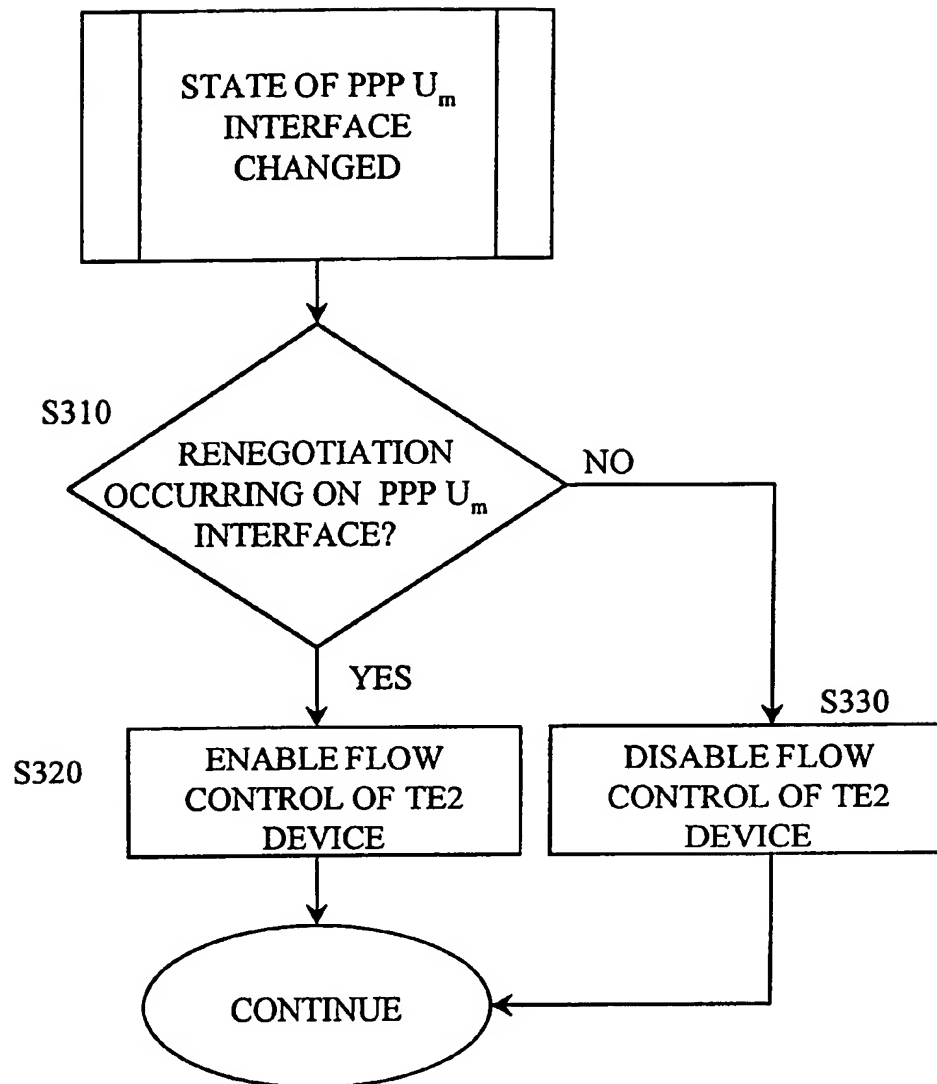 STATE OF PPP Um
INTERFACE
CHANGED
S310
RENEGOTIATION
OCCURRING ON PPP Um
INTERFACE?
NO
YES
S330
S320
ENABLE FLOW
CONTROL OF TE2
DEVICE
DISABLE FLOW
CONTROL OF TE2
DEVICE
CONTINUE